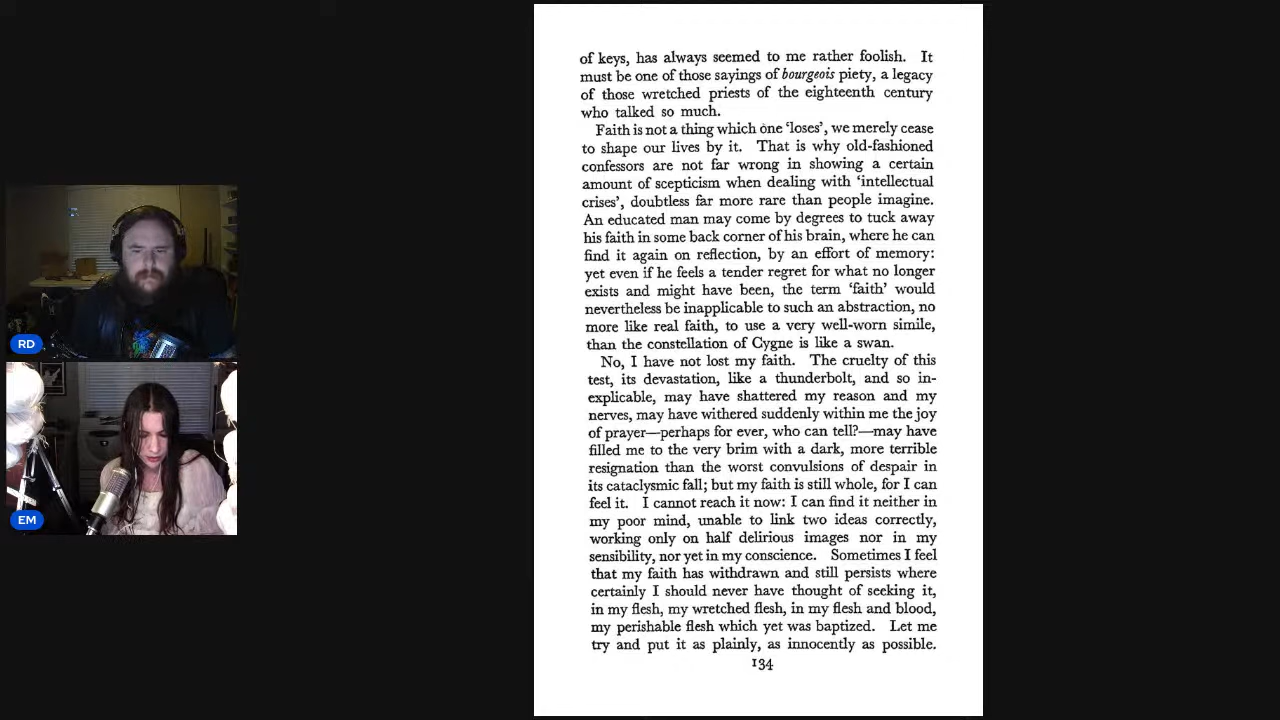 of keys, has always seemed to me rather foolish. It
must be one of those sayings of bourgeois piety, a legacy
of those wretched priests of the eighteenth century
who talked so much.
Faith is not a thing which one ‘loses’, we merely cease
to shape our lives by it. That is why old-fashioned
confessors are not far wrong in showing a certain
amount of scepticism when dealing with ‘intellectual
crises’, doubtless far more rare than people imagine.
An educated man may come by degrees to tuck away
his faith in some back corner of his brain, where he can
find it again on reflection, by an effort of memory:
yet even if he feels a tender regret for what no longer
exists and might have been, the term ‘faith’ would
nevertheless be inapplicable to such an abstraction, no
more like real faith, to use a very well-worn simile,
than the constellation of Cygne is like a swan.
No, I have not lost my faith. The cruelty of this
test, its devastation, like a thunderbolt, and so in-
explicable, may have shattered my reason and my
nerves, may have withered suddenly within me the joy
of prayer—perhaps for ever, who can tell?—may have
filled me to the very brim with a dark, more terrible
resignation than the worst convulsions of despair in
its cataclysmic fall; but my faith is still whole, for I can
feel it. I cannot reach it now: I can find it neither in
my poor mind, unable to link two ideas correctly,
working only on half delirious images nor in my
sensibility, nor yet in my conscience. Sometimes I feel
that my faith has withdrawn and still persists where
certainly I should never have thought of seeking it,
in my flesh, my wretched flesh, in my flesh and blood,
my perishable flesh which yet was baptized. Let me
try and put it as plainly, as innocently as possible.
134
RD
EM